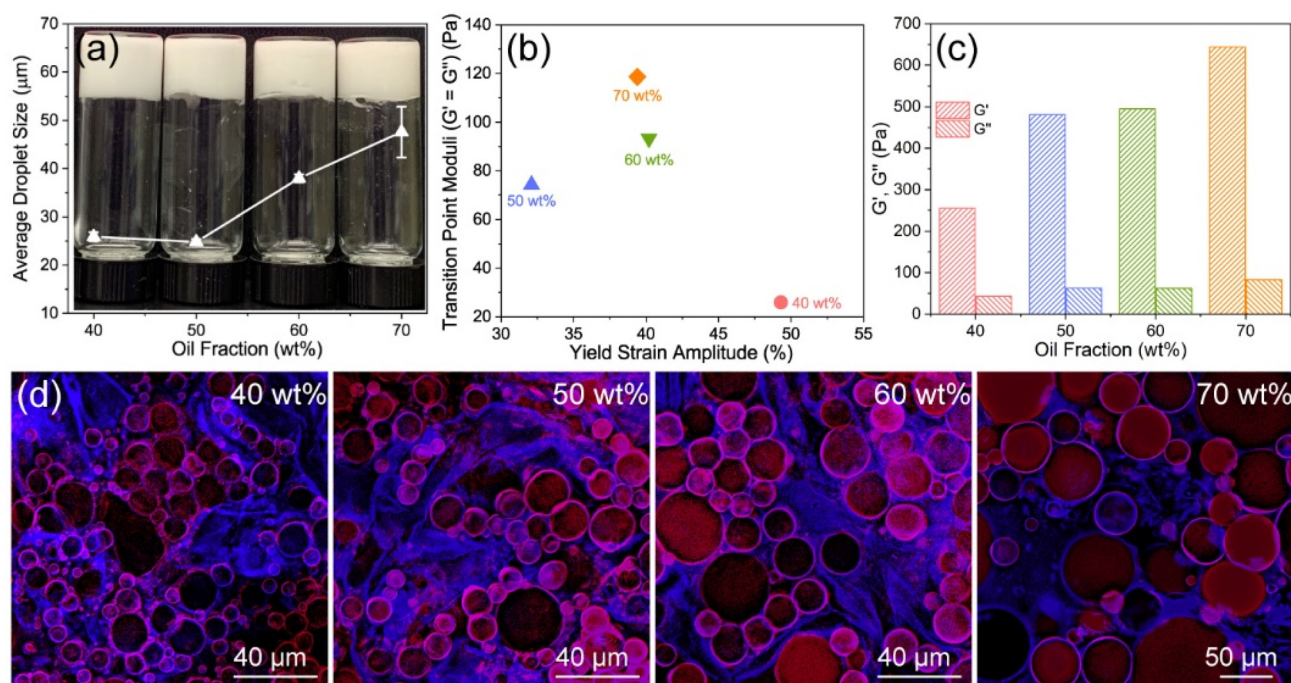 (a)
Average Droplet Size (μm)
70
60
50
40
30
20
10
40 50 60 70
Oil Fraction (wt%)
(b)
Transition Point Moduli (G' = G'') (Pa)
140
120
100
80
60
40
20
70 wt%
60 wt%
50 wt%
40 wt%
30 35 40 45 50 55
Yield Strain Amplitude (%)
(c)
G', G'' (Pa)
700
600
500
400
300
200
100
0
G'
G''
40 50 60 70
Oil Fraction (wt%)
(d)
40 wt%
40 μm
50 wt%
40 μm
60 wt%
40 μm
70 wt%
50 μm